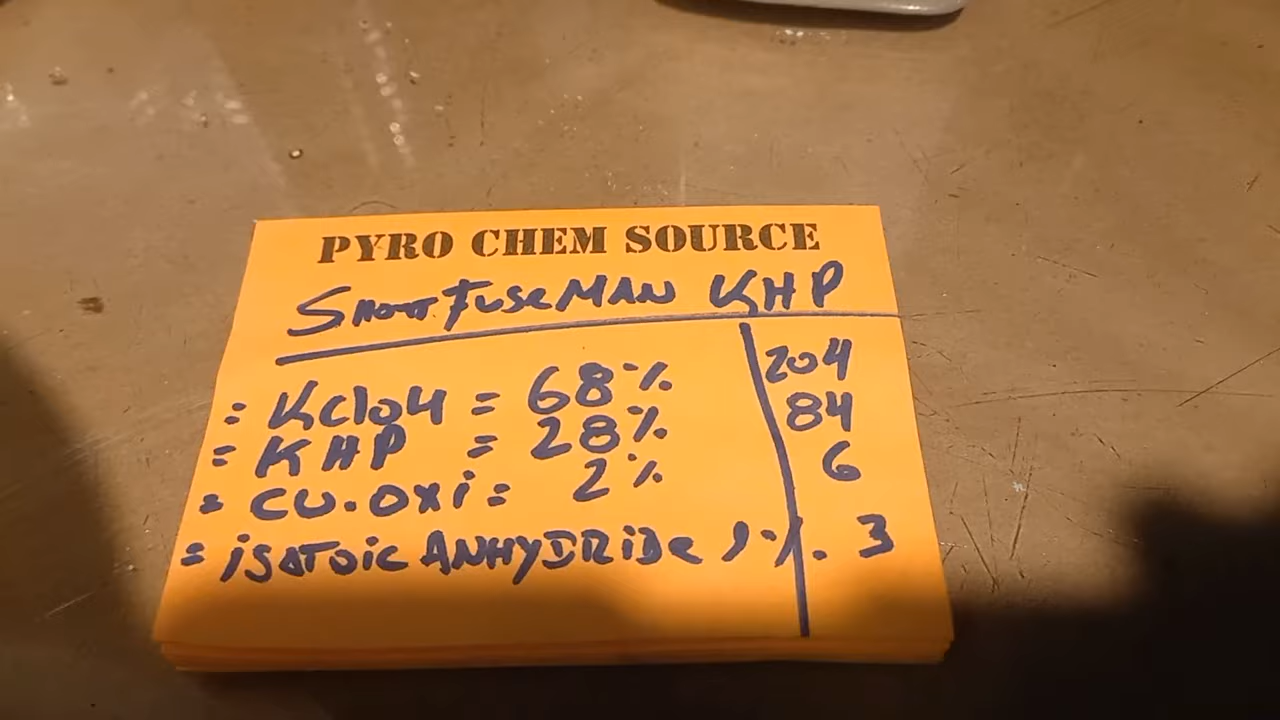 PYRO CHEM SOURCE
SHORTFUSEMAN KHP
= KClO4 = 68% 204
= KHP = 28% 84
= CU.OXi = 2% 6
= iSATOiC ANHYDRiDe 1%. 3